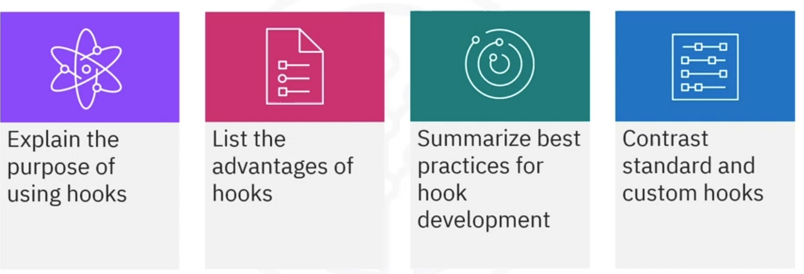 Explain the
purpose of
using hooks
List the
advantages of
hooks
Summarize best
practices for
hook
development
Contrast
standard and
custom hooks